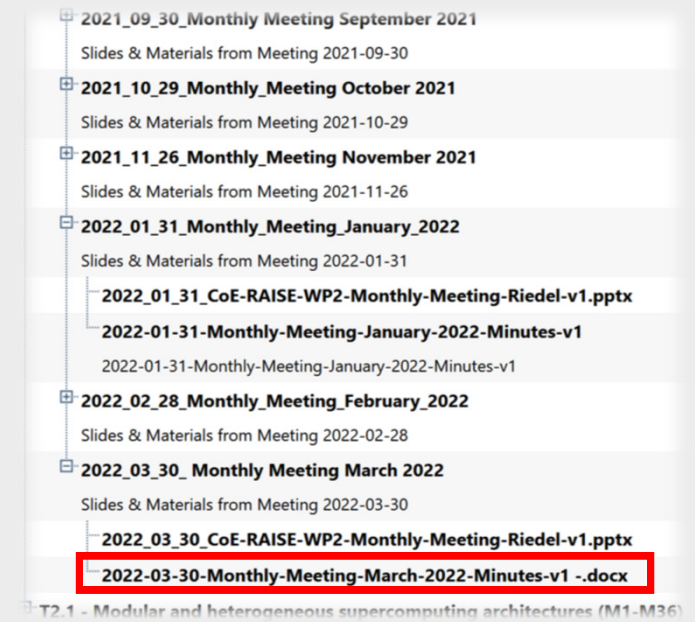 2021_09_30_Monthly Meeting September 2021
Slides & Materials from Meeting 2021-09-30
2021_10_29_Monthly_Meeting October 2021
Slides & Materials from Meeting 2021-10-29
2021_11_26_Monthly_Meeting November 2021
Slides & Materials from Meeting 2021-11-26
2022_01_31_Monthly_Meeting_January_2022
Slides & Materials from Meeting 2022-01-31
2022_01_31_CoE-RAISE-WP2-Monthly-Meeting-Riedel-v1.pptx
2022-01-31-Monthly-Meeting-January-2022-Minutes-v1
2022-01-31-Monthly-Meeting-January-2022-Minutes-v1
2022_02_28_Monthly_Meeting_February_2022
Slides & Materials from Meeting 2022-02-28
2022_03_30_ Monthly Meeting March 2022
Slides & Materials from Meeting 2022-03-30
2022_03_30_CoE-RAISE-WP2-Monthly-Meeting-Riedel-v1.pptx
2022-03-30-Monthly-Meeting-March-2022-Minutes-v1 -.docx
T2.1 - Modular and heterogeneous supercomputing architectures (M1-M36)